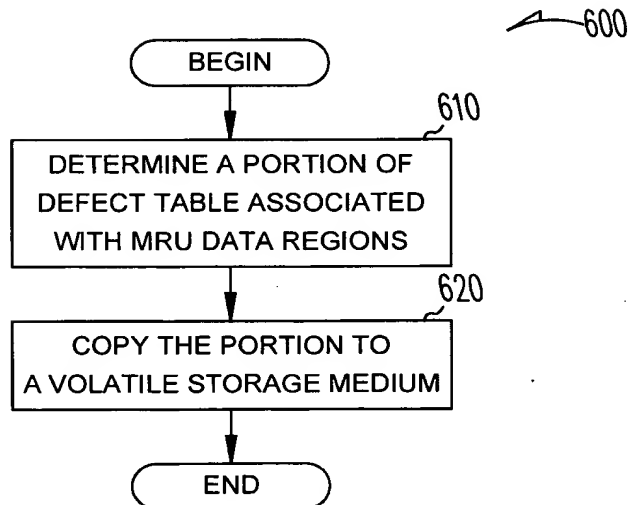 600
BEGIN
610
DETERMINE A PORTION OF
DEFECT TABLE ASSOCIATED
WITH MRU DATA REGIONS
620
COPY THE PORTION TO
A VOLATILE STORAGE MEDIUM
END